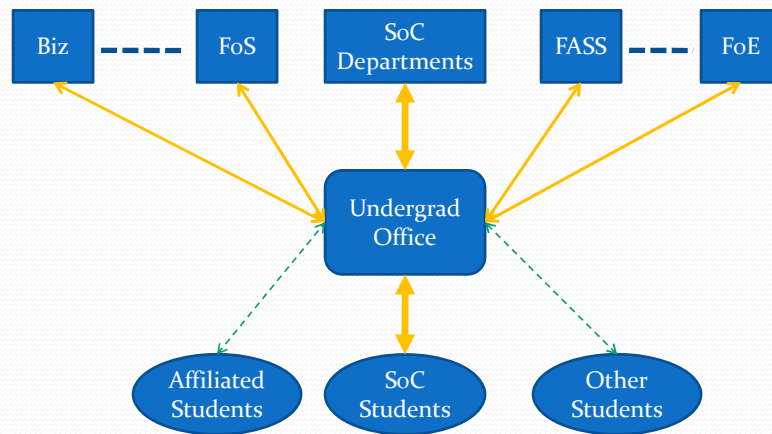 Biz
FoS
SoC
Departments
FASS
FoE
Undergrad
Office
Affiliated
Students
SoC
Students
Other
Students